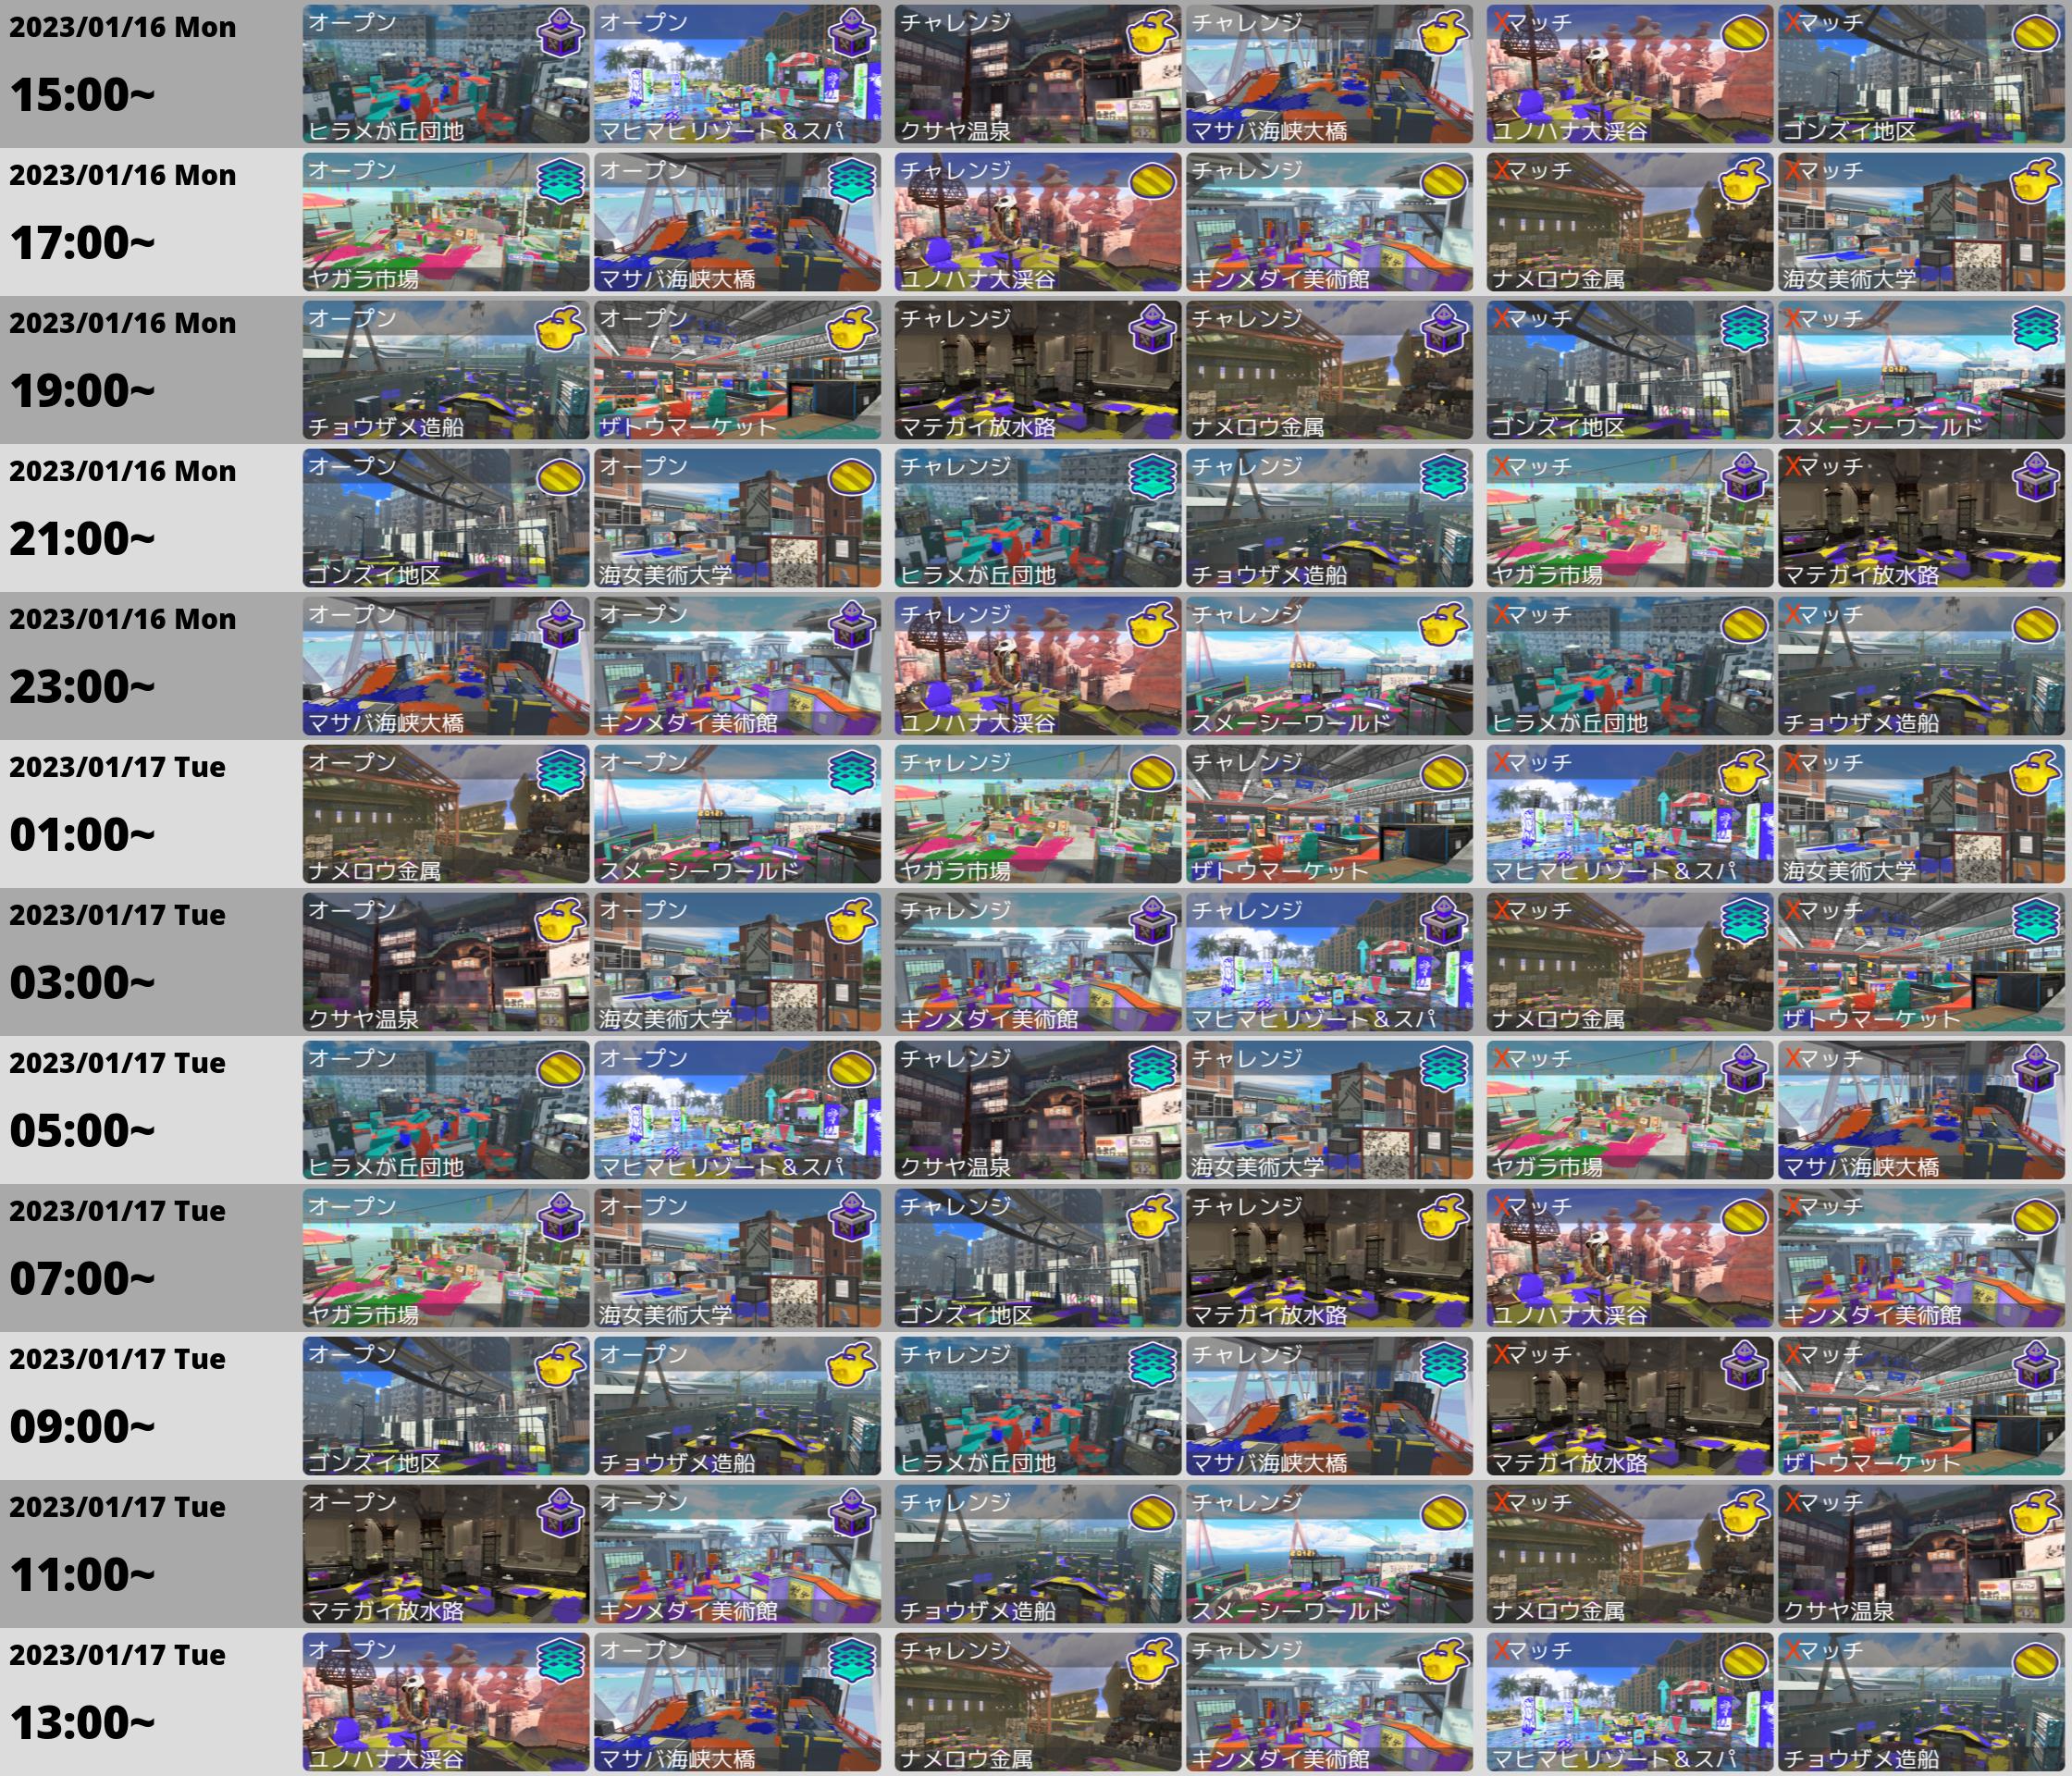 2023/01/16 Mon
15:00~
オープン オープン チャレンジ チャレンジ Xマッチ Xマッチ
ヒラメが丘団地 マヒマヒリゾート＆スパ クサヤ温泉 マサバ海峡大橋 ユノハナ大渓谷 ゴンズイ地区
2023/01/16 Mon
17:00~
オープン オープン チャレンジ チャレンジ Xマッチ Xマッチ
ヤガラ市場 マサバ海峡大橋 ユノハナ大渓谷 キンメダイ美術館 ナメロウ金属 海女美術大学
2023/01/16 Mon
19:00~
オープン オープン チャレンジ チャレンジ Xマッチ Xマッチ
チョウザメ造船 ザトウマーケット マテガイ放水路 ナメロウ金属 ゴンズイ地区 スメーシーワールド
2023/01/16 Mon
21:00~
オープン オープン チャレンジ チャレンジ Xマッチ Xマッチ
ゴンズイ地区 海女美術大学 ヒラメが丘団地 チョウザメ造船 ヤガラ市場 マテガイ放水路
2023/01/16 Mon
23:00~
オープン オープン チャレンジ チャレンジ Xマッチ Xマッチ
マサバ海峡大橋 キンメダイ美術館 ユノハナ大渓谷 スメーシーワールド ヒラメが丘団地 チョウザメ造船
2023/01/17 Tue
01:00~
オープン オープン チャレンジ チャレンジ Xマッチ Xマッチ
ナメロウ金属 スメーシーワールド ヤガラ市場 ザトウマーケット マヒマヒリゾート＆スパ 海女美術大学
2023/01/17 Tue
03:00~
オープン オープン チャレンジ チャレンジ Xマッチ Xマッチ
クサヤ温泉 海女美術大学 キンメダイ美術館 マヒマヒリゾート＆スパ ナメロウ金属 ザトウマーケット
2023/01/17 Tue
05:00~
オープン オープン チャレンジ チャレンジ Xマッチ Xマッチ
ヒラメが丘団地 マヒマヒリゾート＆スパ クサヤ温泉 海女美術大学 ヤガラ市場 マサバ海峡大橋
2023/01/17 Tue
07:00~
オープン オープン チャレンジ チャレンジ Xマッチ Xマッチ
ヤガラ市場 海女美術大学 ゴンズイ地区 マテガイ放水路 ユノハナ大渓谷 キンメダイ美術館
2023/01/17 Tue
09:00~
オープン オープン チャレンジ チャレンジ Xマッチ Xマッチ
ゴンズイ地区 チョウザメ造船 ヒラメが丘団地 マサバ海峡大橋 マテガイ放水路 ザトウマーケット
2023/01/17 Tue
11:00~
オープン オープン チャレンジ チャレンジ Xマッチ Xマッチ
マテガイ放水路 キンメダイ美術館 チョウザメ造船 スメーシーワールド ナメロウ金属 クサヤ温泉
2023/01/17 Tue
13:00~
オープン オープン チャレンジ チャレンジ Xマッチ Xマッチ
ユノハナ大渓谷 マサバ海峡大橋 ナメロウ金属 キンメダイ美術館 マヒマヒリゾート＆スパ チョウザメ造船